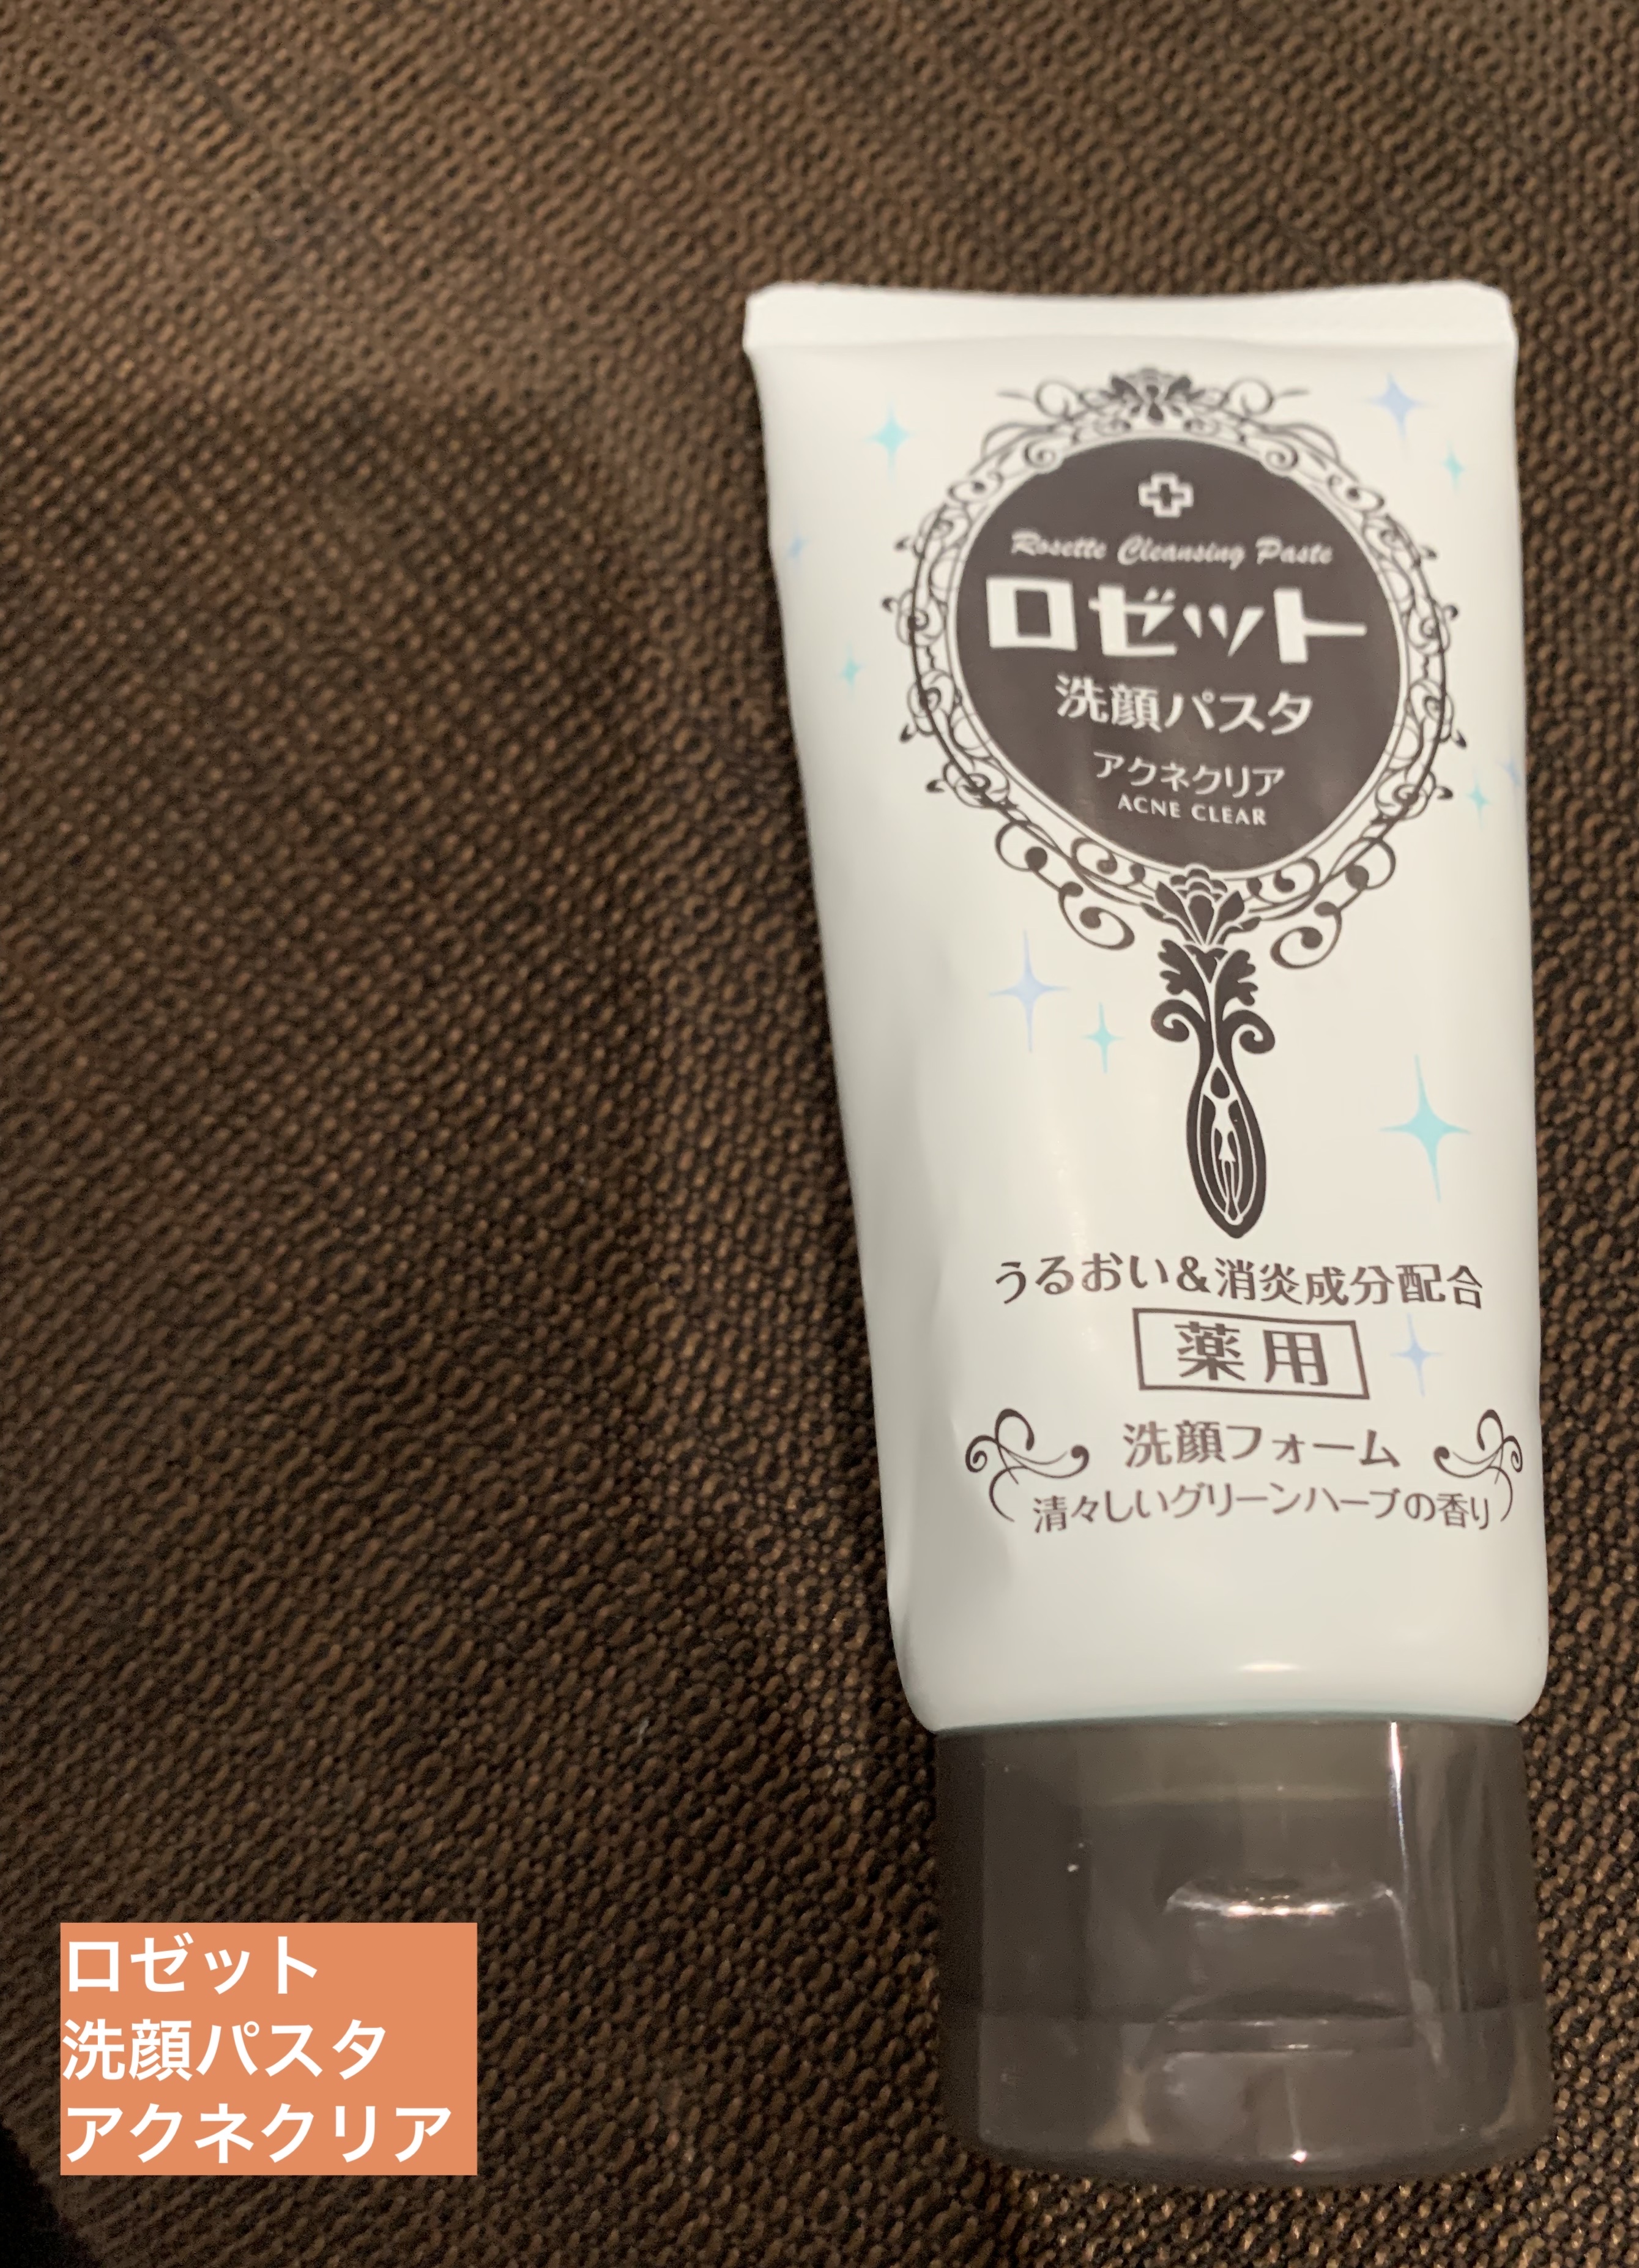 Rosette Cleansing Paste
ロゼット
洗顔パスタ
アクネクリア
ACNE CLEAR
うるおい&消炎成分配合
薬用
洗顔フォーム
清々しいグリーンハーブの香り
ロゼット
洗顔パスタ
アクネクリア